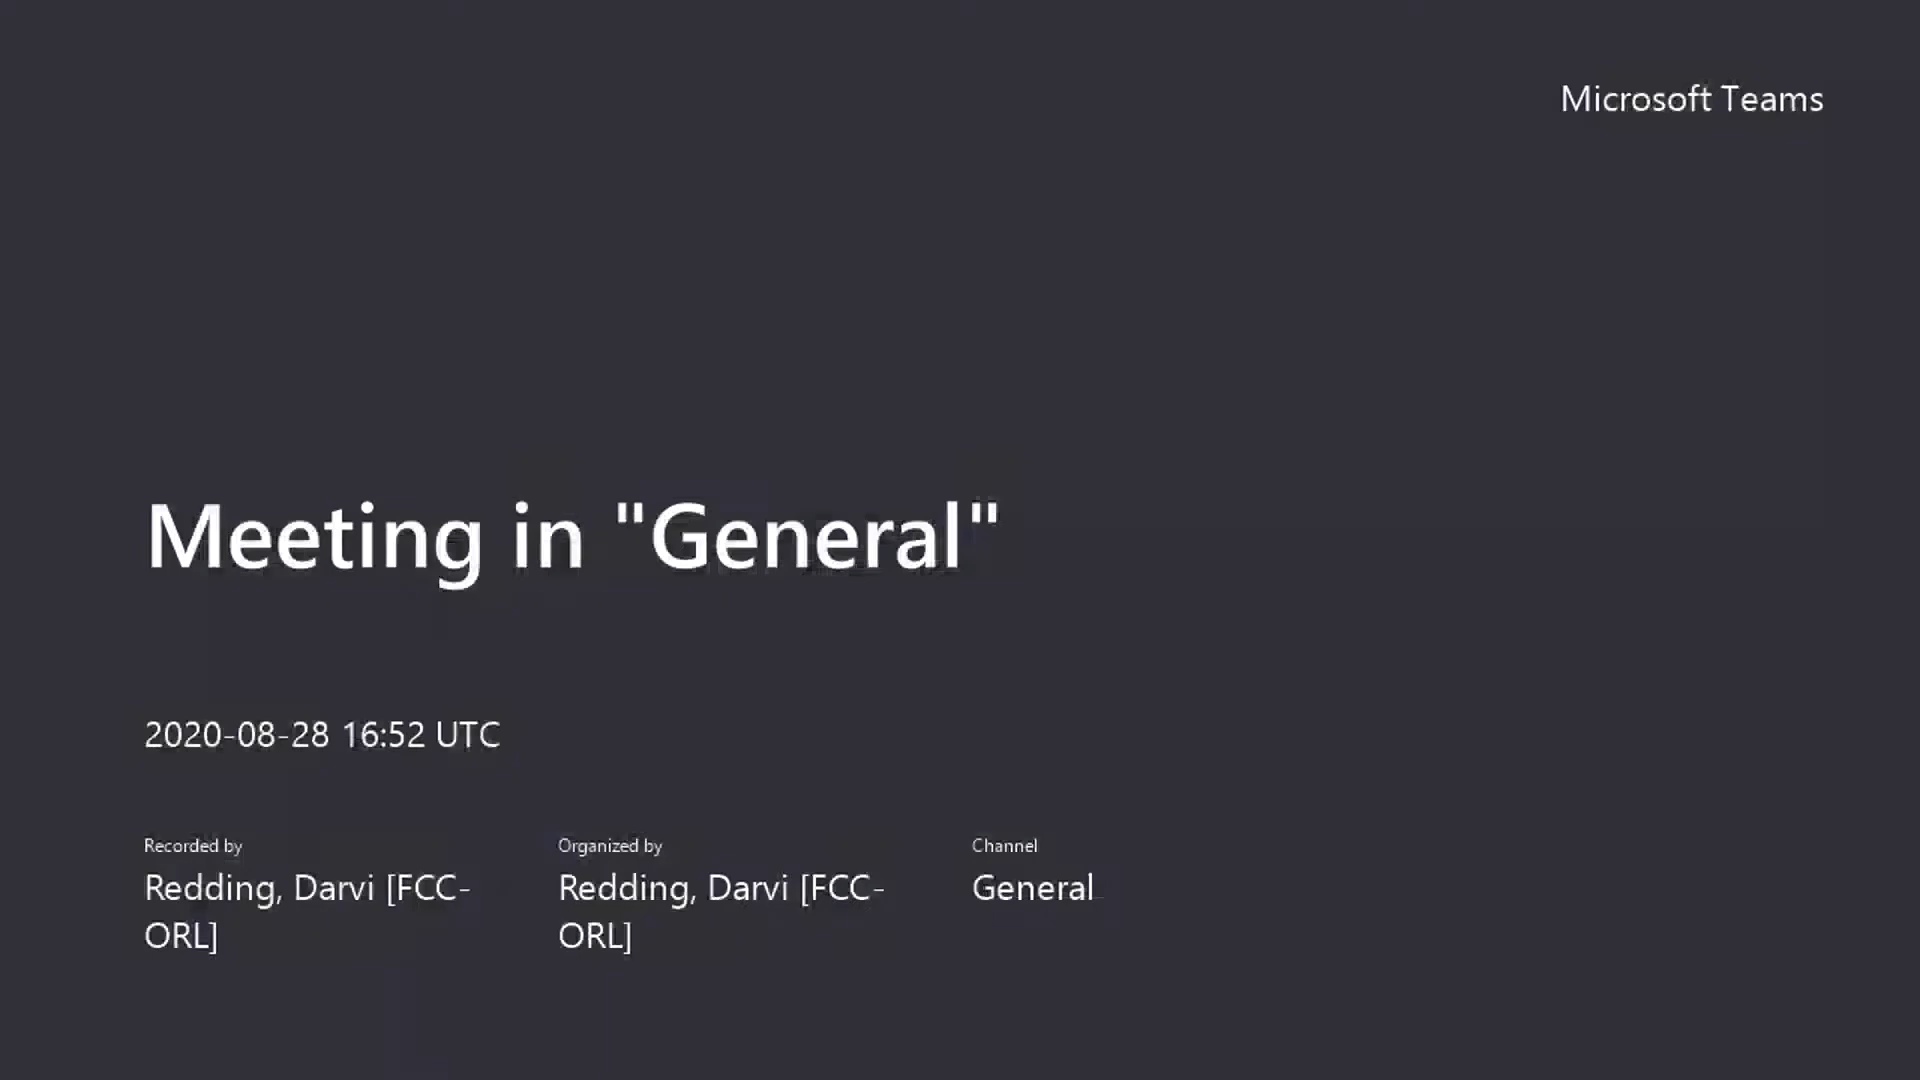 Microsoft Teams
Meeting in "General"
2020-08-28 16:52 UTC
Recorded by
Redding, Darvi [FCC-
ORL]
Organized by
Redding, Darvi [FCC-
ORL]
Channel
General